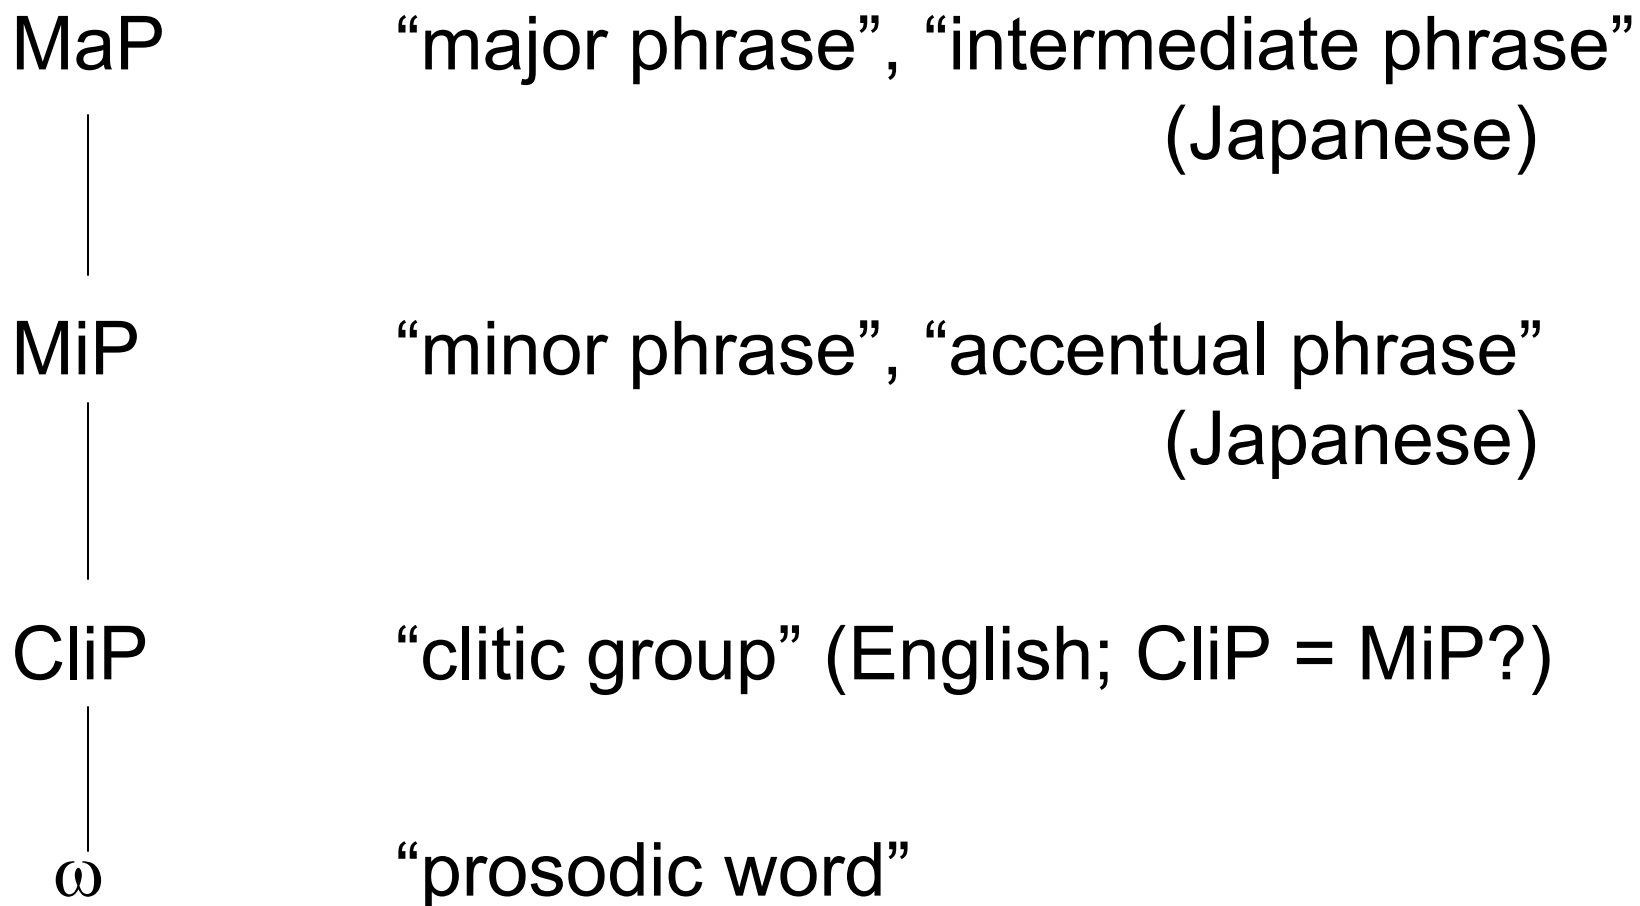 MaP “major phrase”, “intermediate phrase”
(Japanese)
MiP “minor phrase”, “accentual phrase”
(Japanese)
CliP “clitic group” (English; CliP = MiP?)
ω “prosodic word”